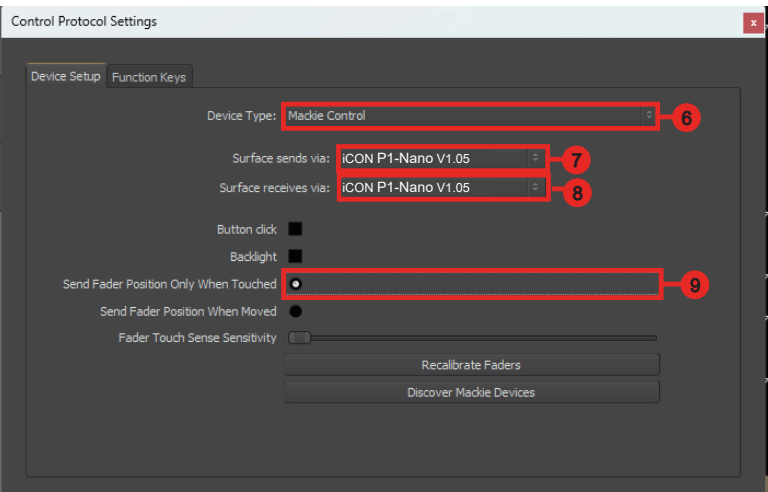 Control Protocol Settings
x
Device Setup Function Keys
Device Type: Mackie Control 6
Surface sends via: iCON P1-Nano V1.05 7
Surface receives via: iCON P1-Nano V1.05 8
Button click
Backlight
Send Fader Position Only When Touched 9
Send Fader Position When Moved
Fader Touch Sense Sensitivity
Recalibrate Faders
Discover Mackie Devices